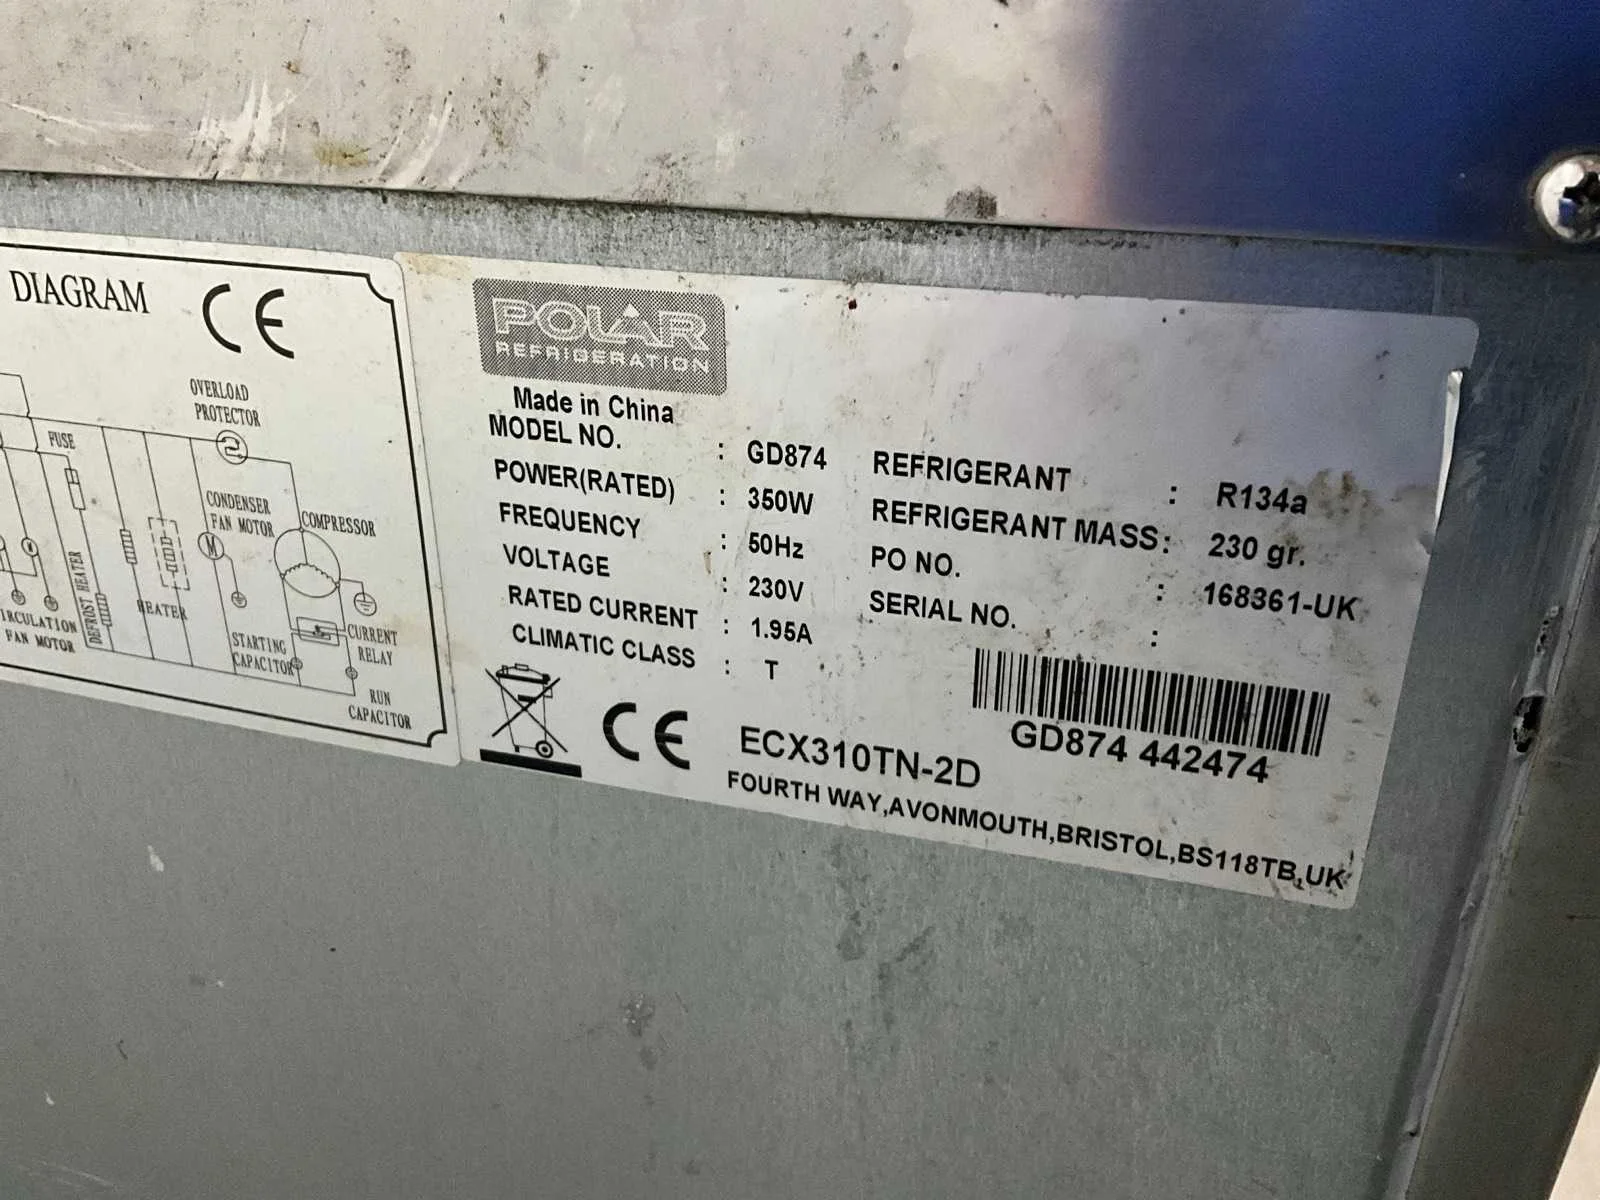 DIAGRAM
CE
OVERLOAD
PROTECTOR
FUSE
CONDENSER
FAN MOTOR
M
COMPRESSOR
DEFROST HEATER
HEATER
FAN MOTOR
STARTING
CAPACITOR
CURRENT
RELAY
RUN
CAPACITOR
POLAR
REFRIGERATION
Made in China
MODEL NO. : GD874
POWER(RATED) : 350W
FREQUENCY : 50Hz
VOLTAGE : 230V
RATED CURRENT : 1.95A
CLIMATIC CLASS : T
REFRIGERANT : R134a
REFRIGERANT MASS: 230 gr.
PO NO. : 168361-UK
SERIAL NO. :
GD874 442474
CE
ECX310TN-2D
FOURTH WAY,AVONMOUTH,BRISTOL,BS118TB,UK